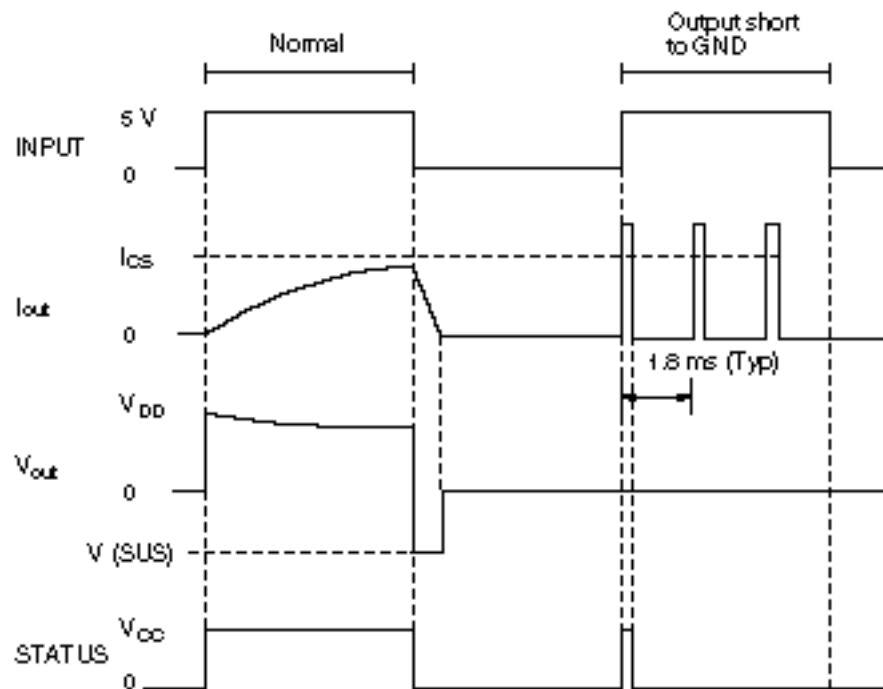 Normal
Output short
to GND
INPUT
5 V
0
ICS
Iout
0
1.8 ms (Typ)
VDD
Vout
0
V (SUS)
VCC
STATUS
0